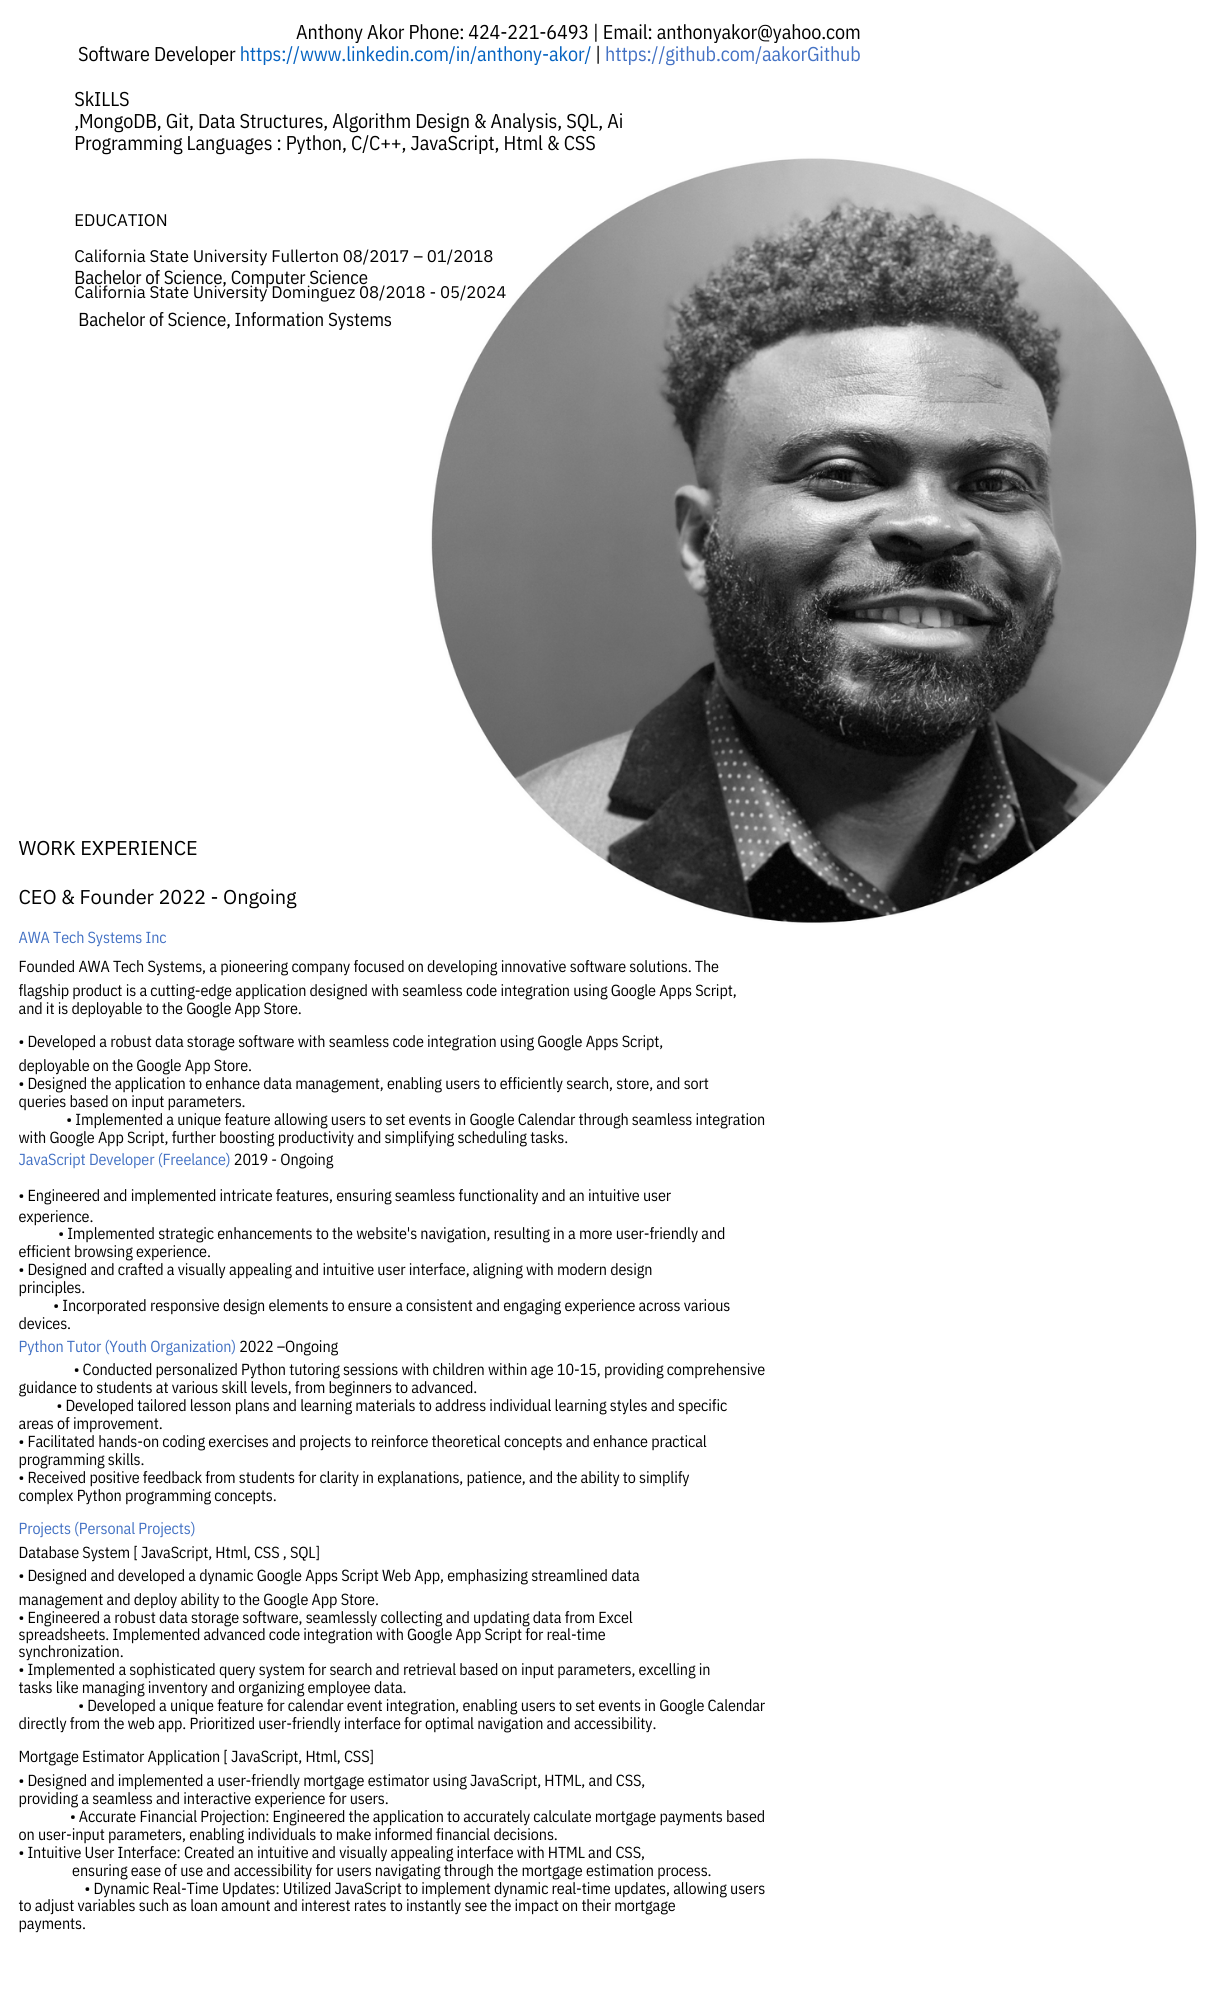 Anthony Akor Phone: 424-221-6493 | Email: anthonyakor@yahoo.com
Software Developer https://www.linkedin.com/in/anthony-akor/ | https://github.com/aakorGithub
SkILLS
,MongoDB, Git, Data Structures, Algorithm Design & Analysis, SQL, Ai
Programming Languages : Python, C/C++, JavaScript, Html & CSS
EDUCATION
California State University Fullerton 08/2017 – 01/2018
Bachelor of Science, Computer Science
California State University Dominguez 08/2018 - 05/2024
Bachelor of Science, Information Systems
WORK EXPERIENCE
CEO & Founder 2022 - Ongoing
AWA Tech Systems Inc
Founded AWA Tech Systems, a pioneering company focused on developing innovative software solutions. The
flagship product is a cutting-edge application designed with seamless code integration using Google Apps Script,
and it is deployable to the Google App Store.
• Developed a robust data storage software with seamless code integration using Google Apps Script,
deployable on the Google App Store.
• Designed the application to enhance data management, enabling users to efficiently search, store, and sort
queries based on input parameters.
• Implemented a unique feature allowing users to set events in Google Calendar through seamless integration
with Google App Script, further boosting productivity and simplifying scheduling tasks.
JavaScript Developer (Freelance) 2019 - Ongoing
• Engineered and implemented intricate features, ensuring seamless functionality and an intuitive user
experience.
• Implemented strategic enhancements to the website's navigation, resulting in a more user-friendly and
efficient browsing experience.
• Designed and crafted a visually appealing and intuitive user interface, aligning with modern design
principles.
• Incorporated responsive design elements to ensure a consistent and engaging experience across various
devices.
Python Tutor (Youth Organization) 2022 –Ongoing
• Conducted personalized Python tutoring sessions with children within age 10-15, providing comprehensive
guidance to students at various skill levels, from beginners to advanced.
• Developed tailored lesson plans and learning materials to address individual learning styles and specific
areas of improvement.
• Facilitated hands-on coding exercises and projects to reinforce theoretical concepts and enhance practical
programming skills.
• Received positive feedback from students for clarity in explanations, patience, and the ability to simplify
complex Python programming concepts.
Projects (Personal Projects)
Database System [ JavaScript, Html, CSS , SQL]
• Designed and developed a dynamic Google Apps Script Web App, emphasizing streamlined data
management and deploy ability to the Google App Store.
• Engineered a robust data storage software, seamlessly collecting and updating data from Excel
spreadsheets. Implemented advanced code integration with Google App Script for real-time
synchronization.
• Implemented a sophisticated query system for search and retrieval based on input parameters, excelling in
tasks like managing inventory and organizing employee data.
• Developed a unique feature for calendar event integration, enabling users to set events in Google Calendar
directly from the web app. Prioritized user-friendly interface for optimal navigation and accessibility.
Mortgage Estimator Application [ JavaScript, Html, CSS]
• Designed and implemented a user-friendly mortgage estimator using JavaScript, HTML, and CSS,
providing a seamless and interactive experience for users.
• Accurate Financial Projection: Engineered the application to accurately calculate mortgage payments based
on user-input parameters, enabling individuals to make informed financial decisions.
• Intuitive User Interface: Created an intuitive and visually appealing interface with HTML and CSS,
ensuring ease of use and accessibility for users navigating through the mortgage estimation process.
• Dynamic Real-Time Updates: Utilized JavaScript to implement dynamic real-time updates, allowing users
to adjust variables such as loan amount and interest rates to instantly see the impact on their mortgage
payments.